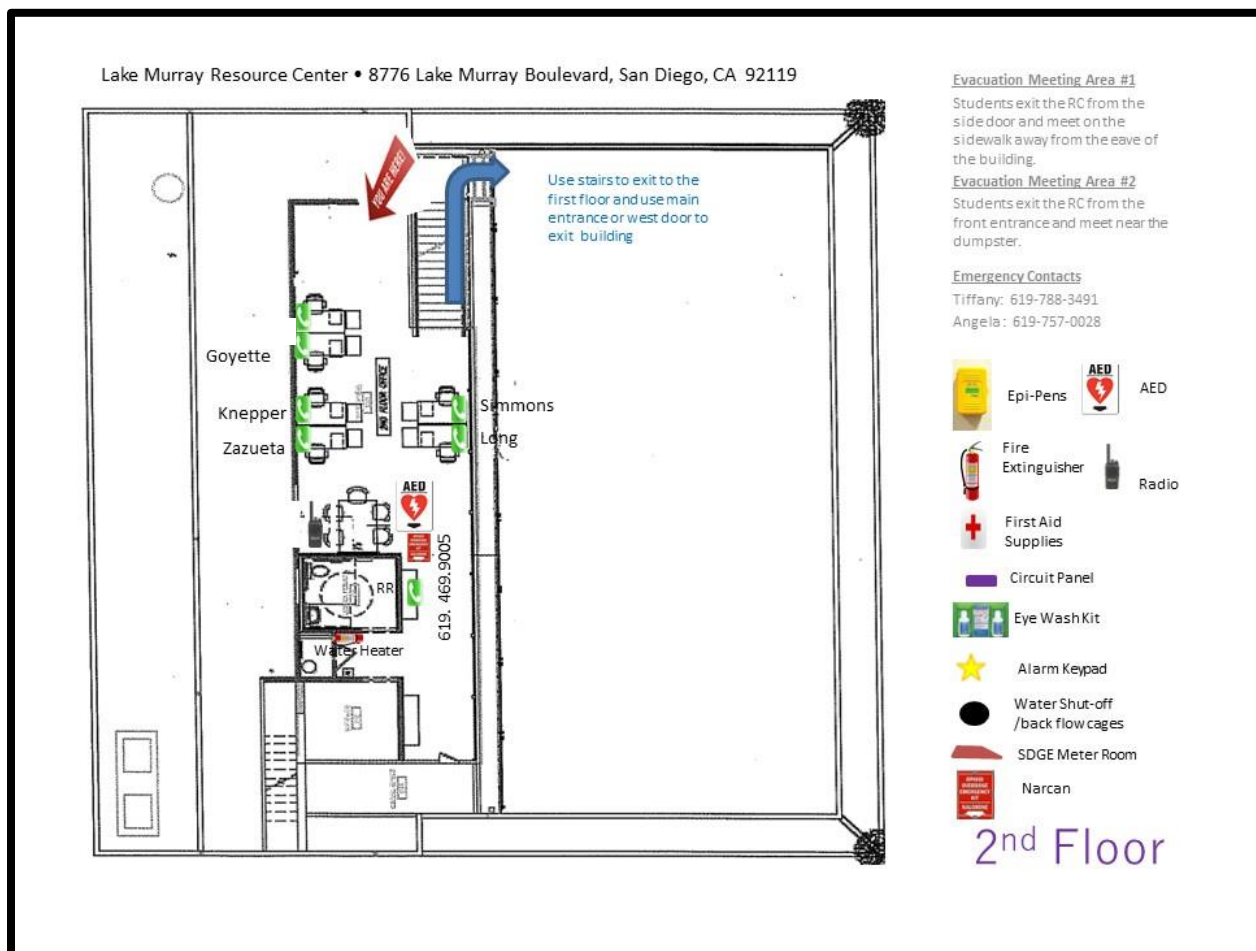 Lake Murray Resource Center • 8776 Lake Murray Boulevard, San Diego, CA 92119
YOU ARE HERE!
Use stairs to exit to the
first floor and use main
entrance or west door to
exit building
Goyette
Knepper
Zazueta
2ND FLOOR OFFICE
Simmons
Long
AED
619. 469.9005
RR
Water Heater
Evacuation Meeting Area #1
Students exit the RC from the
side door and meet on the
sidewalk away from the eave of
the building.
Evacuation Meeting Area #2
Students exit the RC from the
front entrance and meet near the
dumpster.
Emergency Contacts
Tiffany: 619-788-3491
Angela: 619-757-0028
Epi-Pens
AED
AED
Fire
Extinguisher
Radio
First Aid
Supplies
Circuit Panel
Eye Wash Kit
Alarm Keypad
Water Shut-off
/back flow cages
SDGE Meter Room
OPIOID
OVERDOSE
EMERGENCY
KIT
NALOXONE
Narcan
2nd Floor